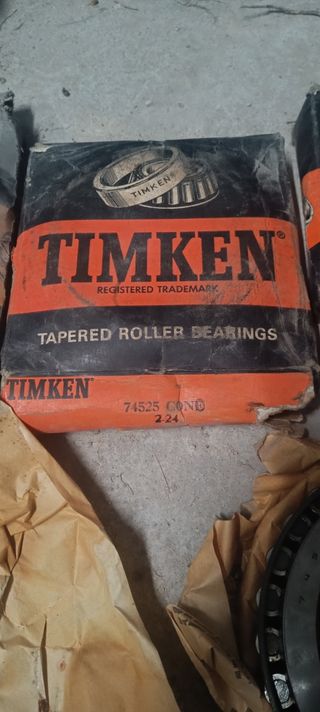 TIMKEN
TIMKEN®
REGISTERED TRADEMARK
TAPERED ROLLER BEARINGS
TIMKEN®
74525 CONE
2-24